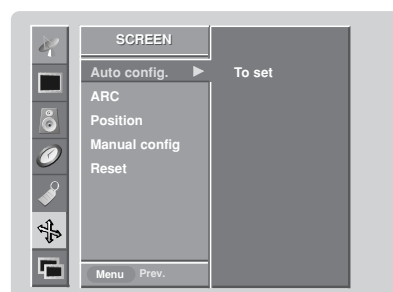 SCREEN
Auto config. ▶ To set
ARC
Position
Manual config
Reset
Menu Prev.